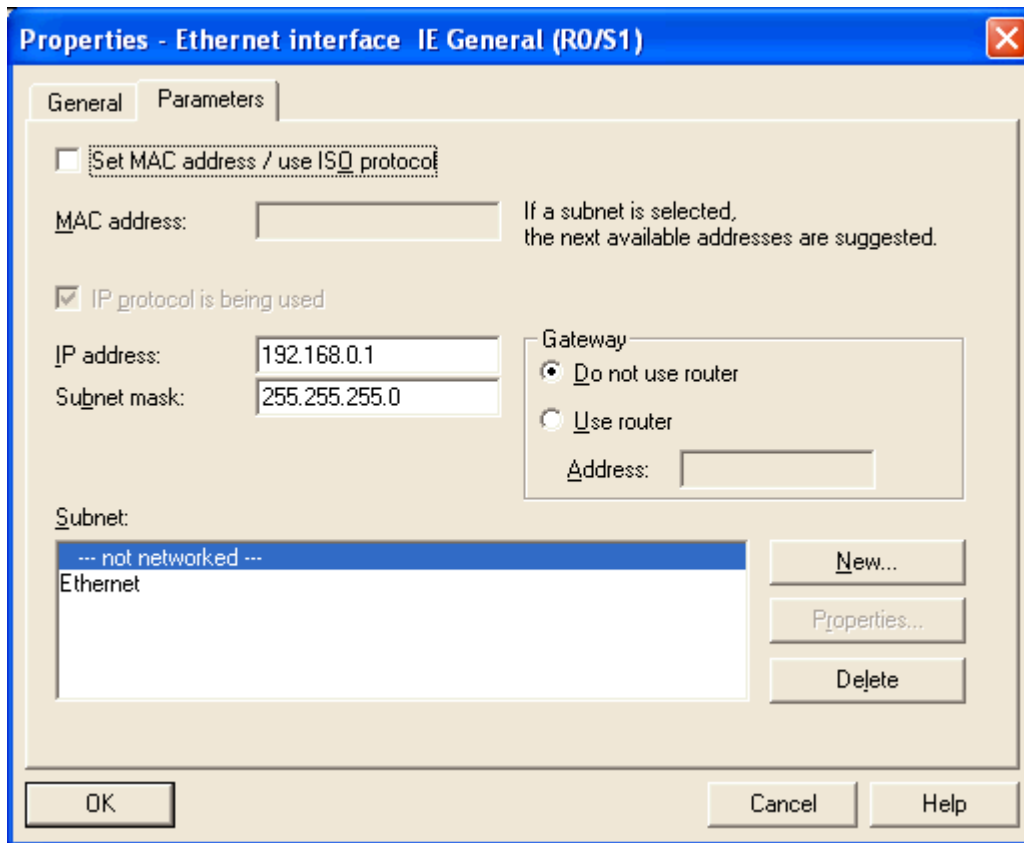 Properties - Ethernet interface  IE General (R0/S1)
General
Parameters
Set MAC address / use ISO protocol
MAC address:
If a subnet is selected,
the next available addresses are suggested.
IP protocol is being used
IP address:
192.168.0.1
Subnet mask:
255.255.255.0
Gateway
Do not use router
Use router
Address:
Subnet:
--- not networked ---
Ethernet
New...
Properties...
Delete
OK
Cancel
Help